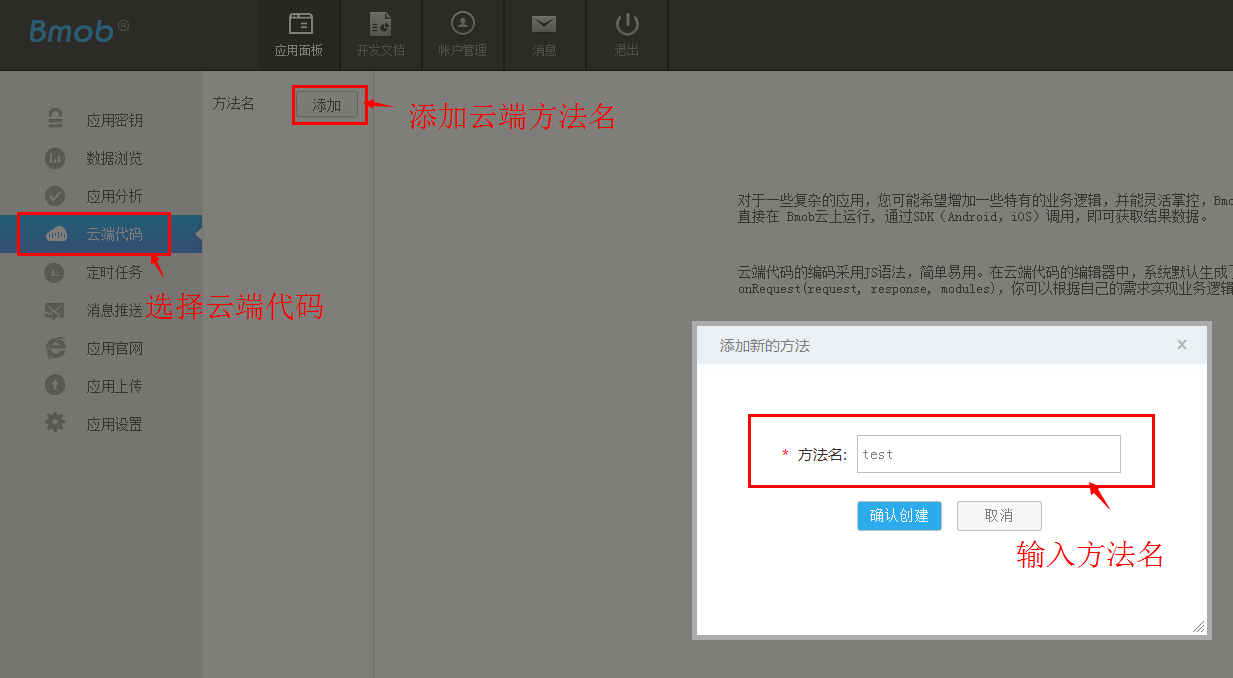 Bmob®
应用面板
开发文档
帐户管理
消息
退出
应用密钥
数据浏览
应用分析
云端代码
定时任务
消息推送
应用官网
应用上传
应用设置
选择云端代码
方法名
添加
添加云端方法名
对于一些复杂的应用，您可能希望增加一些特有的业务逻辑，并能灵活掌控，Bmo
直接在 Bmob云上运行, 通过SDK（Android，iOS）调用，即可获取结果数据。
云端代码的编码采用JS语法，简单易用。在云端代码的编辑器中，系统默认生成了
onRequest(request, response, modules)，你可以根据自己的需求实现业务逻辑
添加新的方法
x
* 方法名: test
确认创建 取消
输入方法名